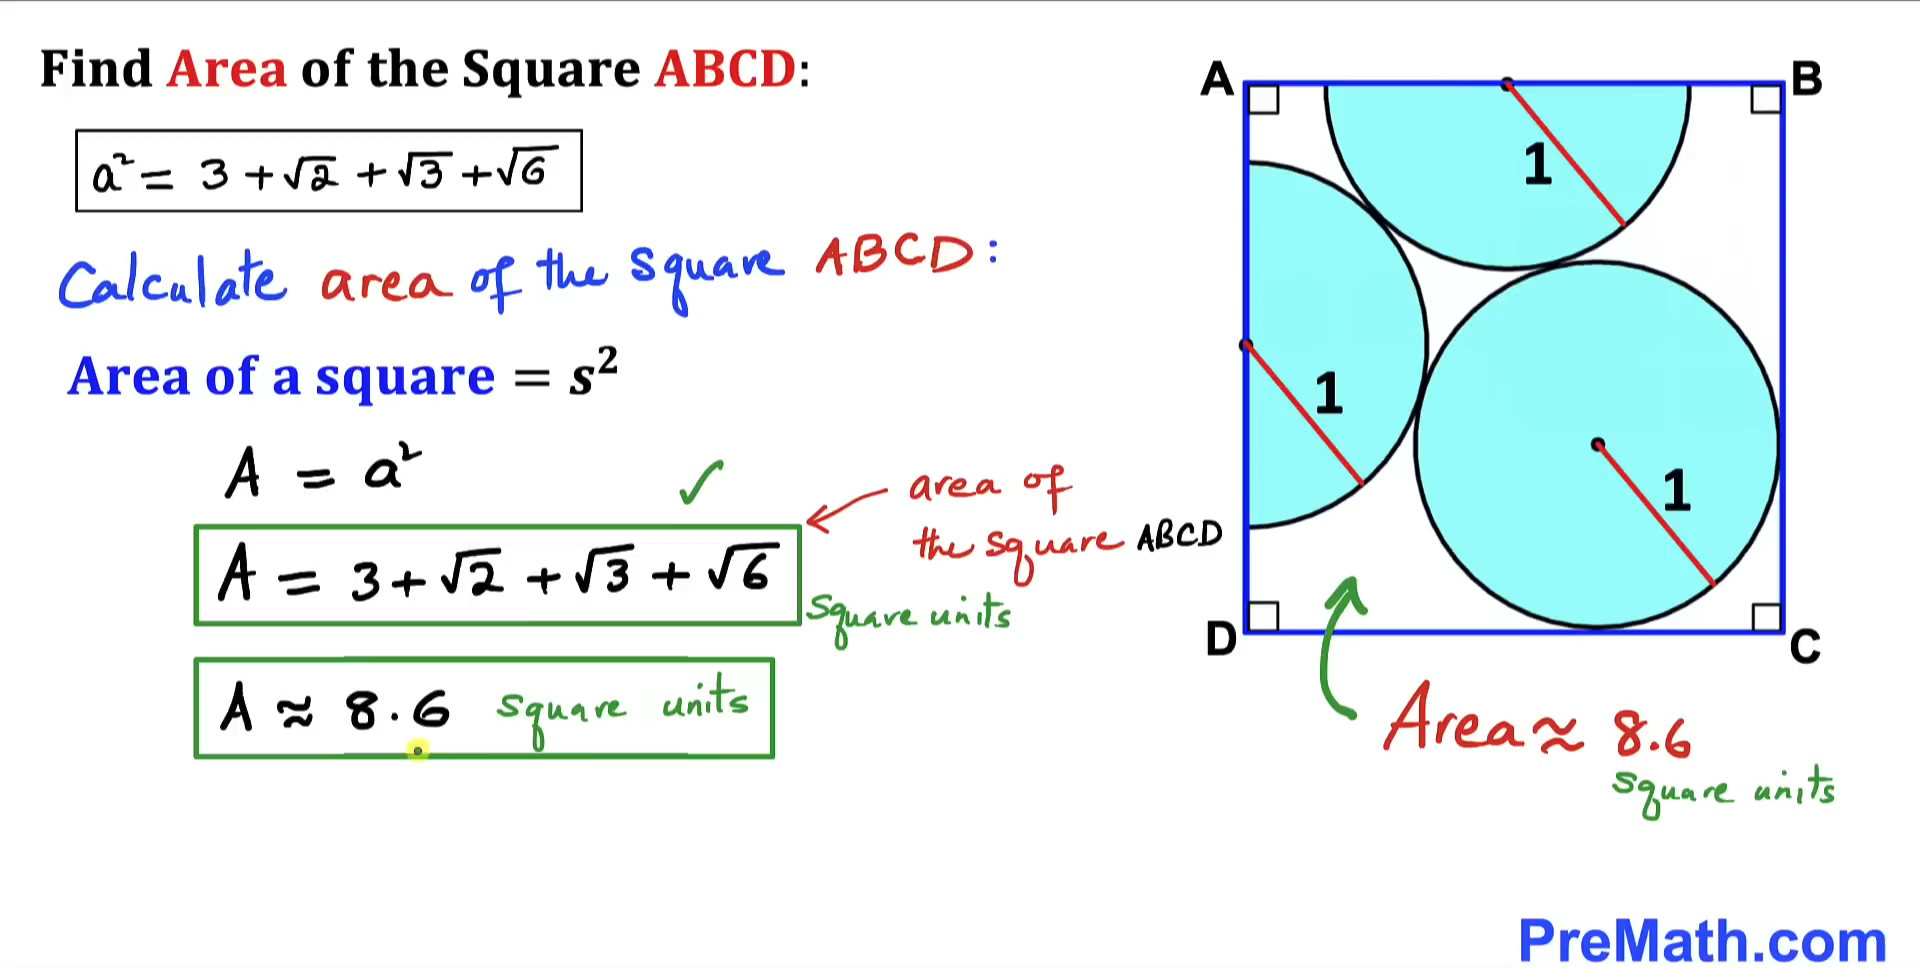 Find Area of the Square ABCD:
a² = 3 + √2 + √3 + √6
Calculate area of the square ABCD:
Area of a square = s²
A = a²
✓
A = 3 + √2 + √3 + √6
square units
area of
the square ABCD
A ≈ 8.6 square units
A
B
1
1
1
D
C
Area ≈ 8.6
square units
PreMath.com